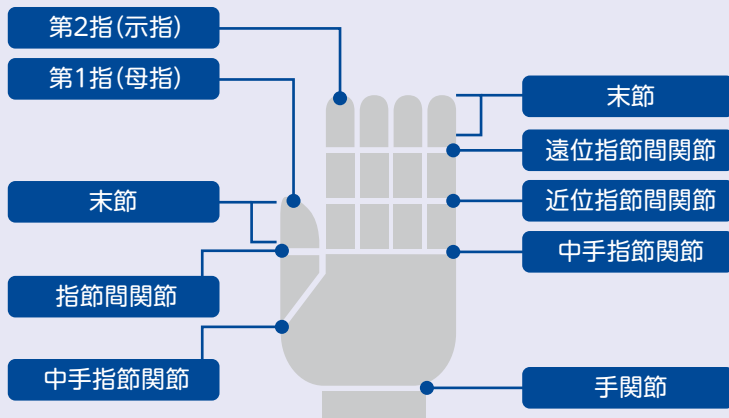 第2指(示指)
第1指(母指)
末節
指節間関節
中手指節関節
末節
遠位指節間関節
近位指節間関節
中手指節関節
手関節